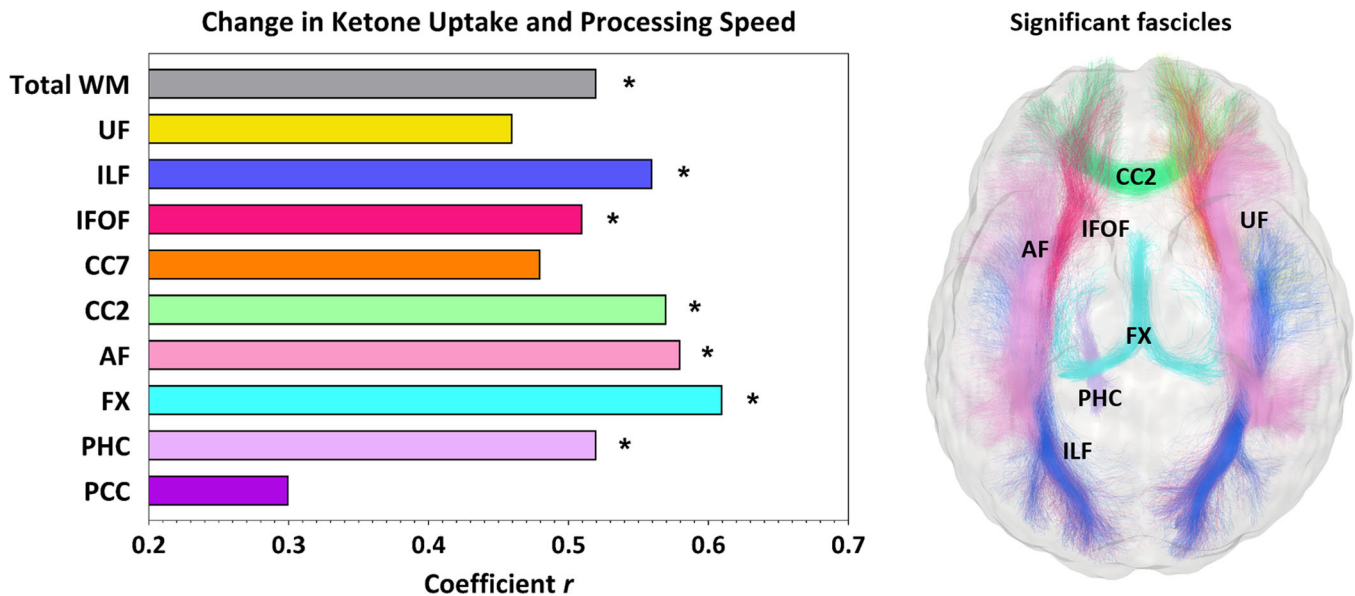 Change in Ketone Uptake and Processing Speed
Total WM *
UF
ILF *
IFOF *
CC7
CC2 *
AF *
FX *
PHC *
PCC
0.2 0.3 0.4 0.5 0.6 0.7
Coefficient r
Significant fascicles
CC2
IFOF UF
AF
FX
PHC
ILF